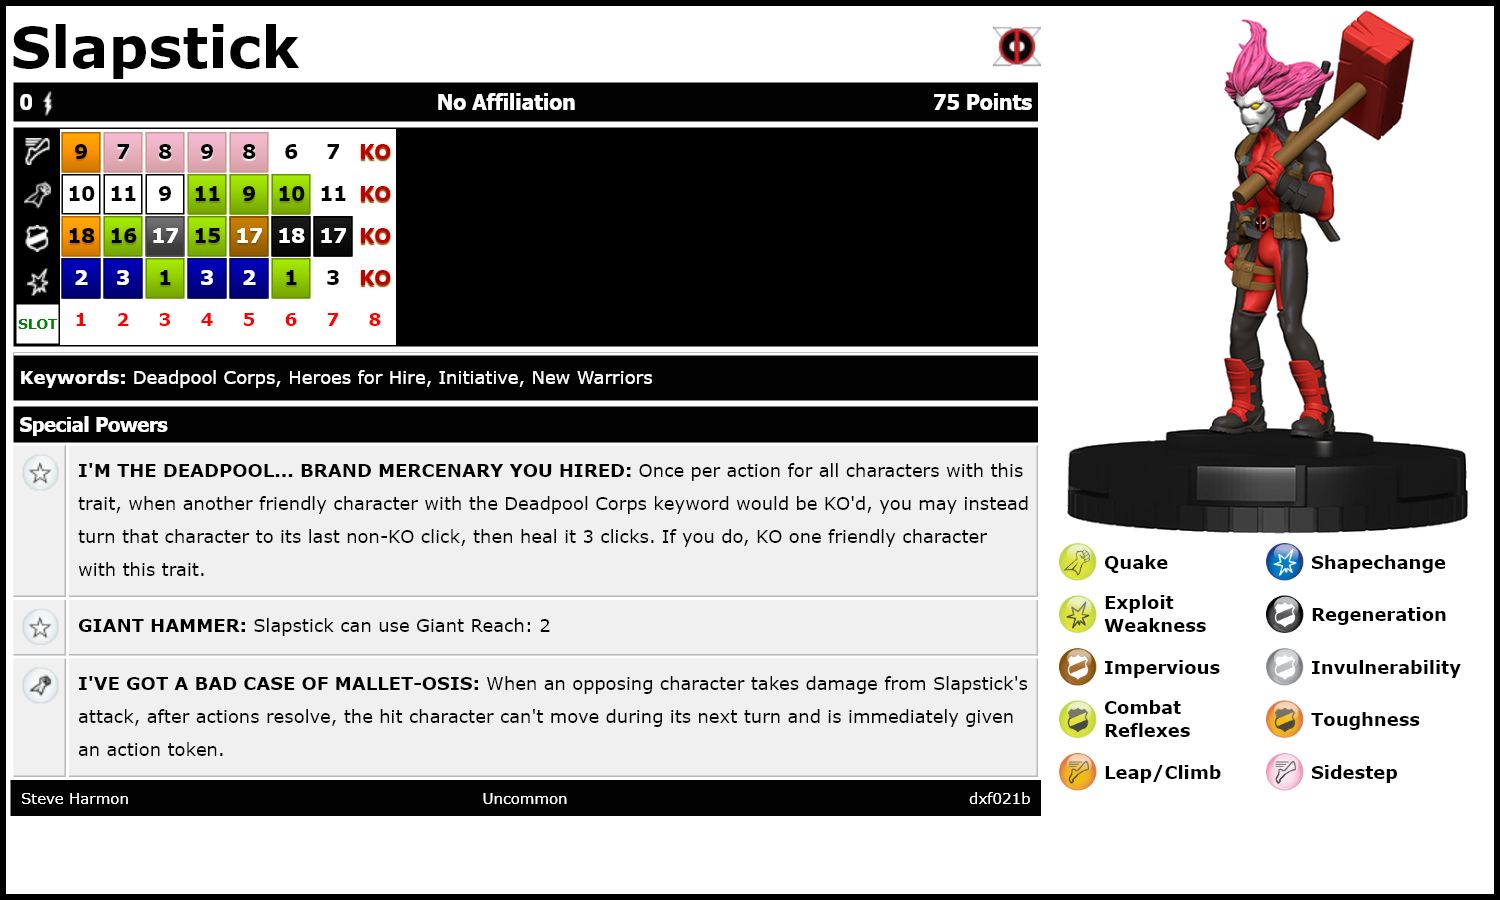 Slapstick
0 No Affiliation 75 Points
9 7 8 9 8 6 7 KO
10 11 9 11 9 10 11 KO
18 16 17 15 17 18 17 KO
2 3 1 3 2 1 3 KO
SLOT 1 2 3 4 5 6 7 8
Keywords: Deadpool Corps, Heroes for Hire, Initiative, New Warriors
Special Powers
I'M THE DEADPOOL... BRAND MERCENARY YOU HIRED: Once per action for all characters with this
trait, when another friendly character with the Deadpool Corps keyword would be KO'd, you may instead
turn that character to its last non-KO click, then heal it 3 clicks. If you do, KO one friendly character
with this trait.
GIANT HAMMER: Slapstick can use Giant Reach: 2
I'VE GOT A BAD CASE OF MALLET-OSIS: When an opposing character takes damage from Slapstick's
attack, after actions resolve, the hit character can't move during its next turn and is immediately given
an action token.
Steve Harmon Uncommon dxf021b
Quake Shapechange
Exploit
Weakness
Regeneration
Impervious Invulnerability
Combat
Reflexes
Toughness
Leap/Climb Sidestep